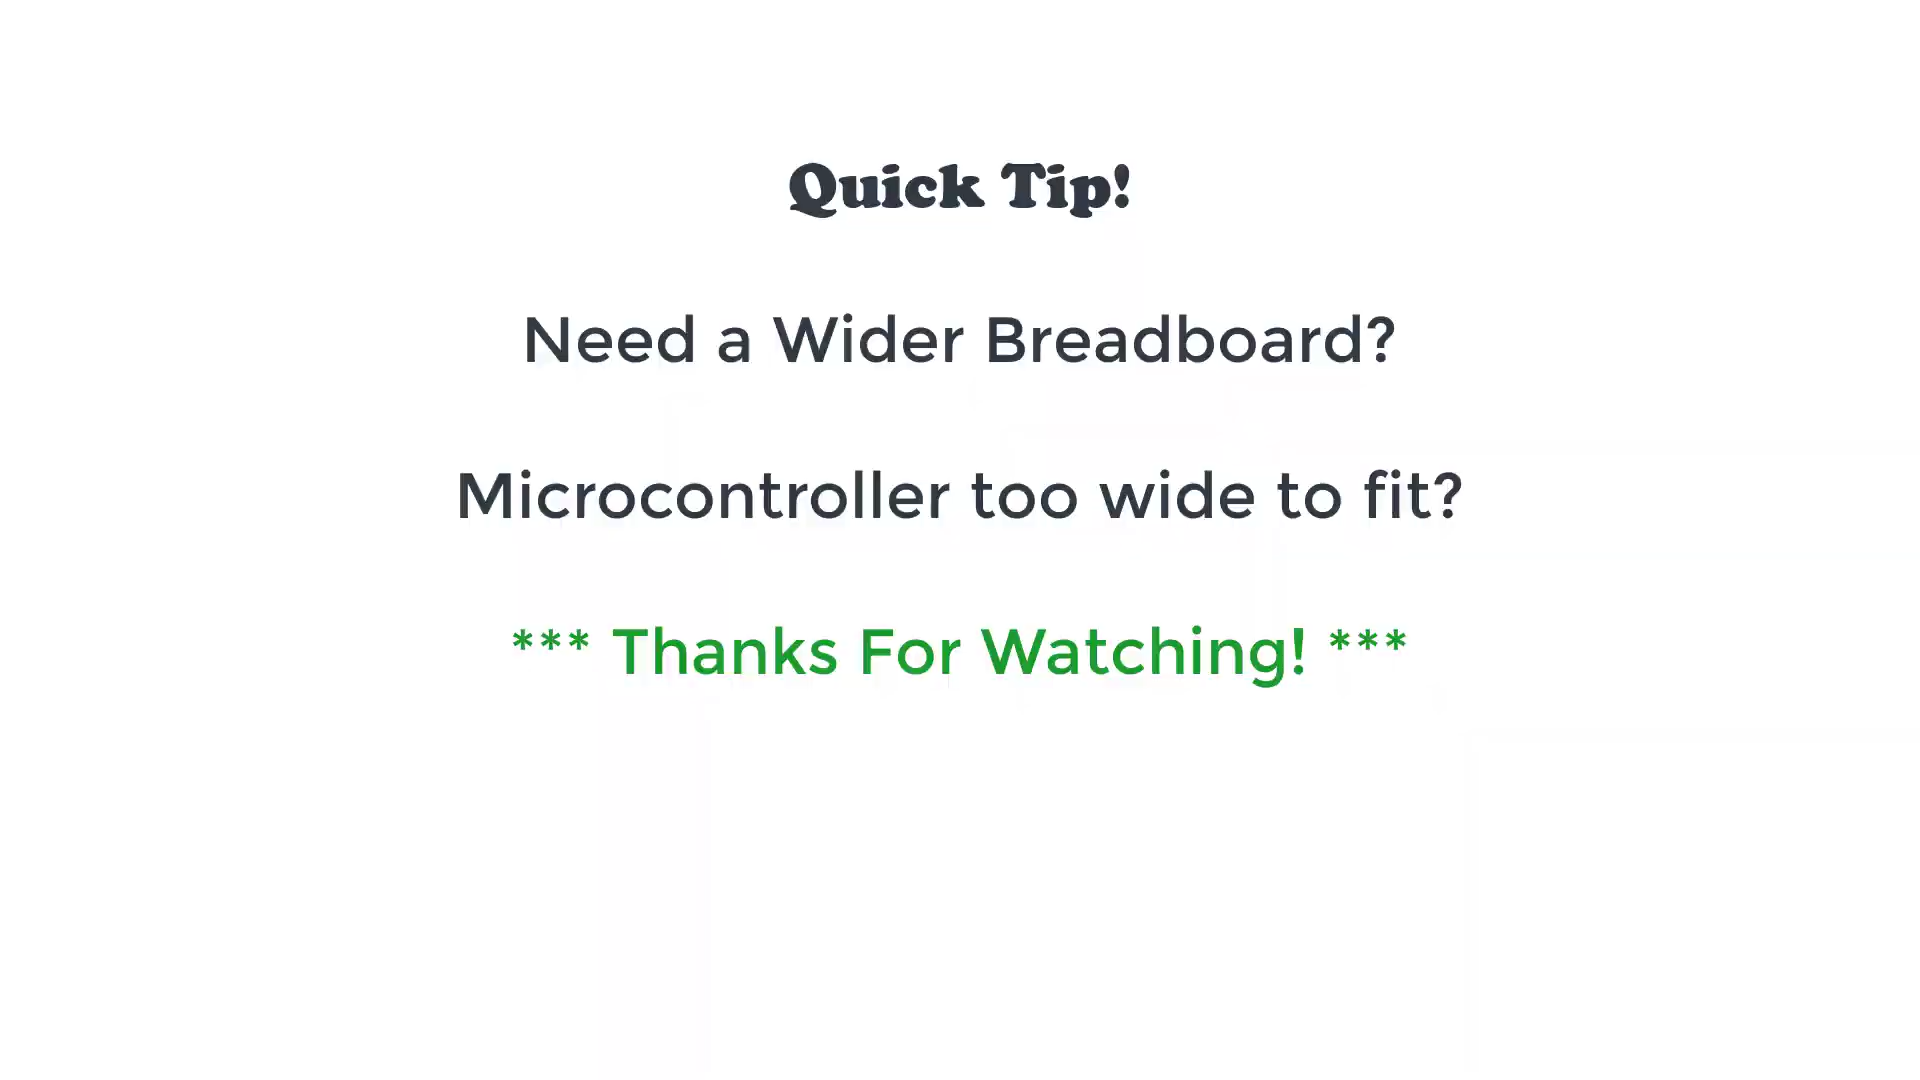 Quick Tip!
Need a Wider Breadboard?
Microcontroller too wide to fit?
*** Thanks For Watching! ***